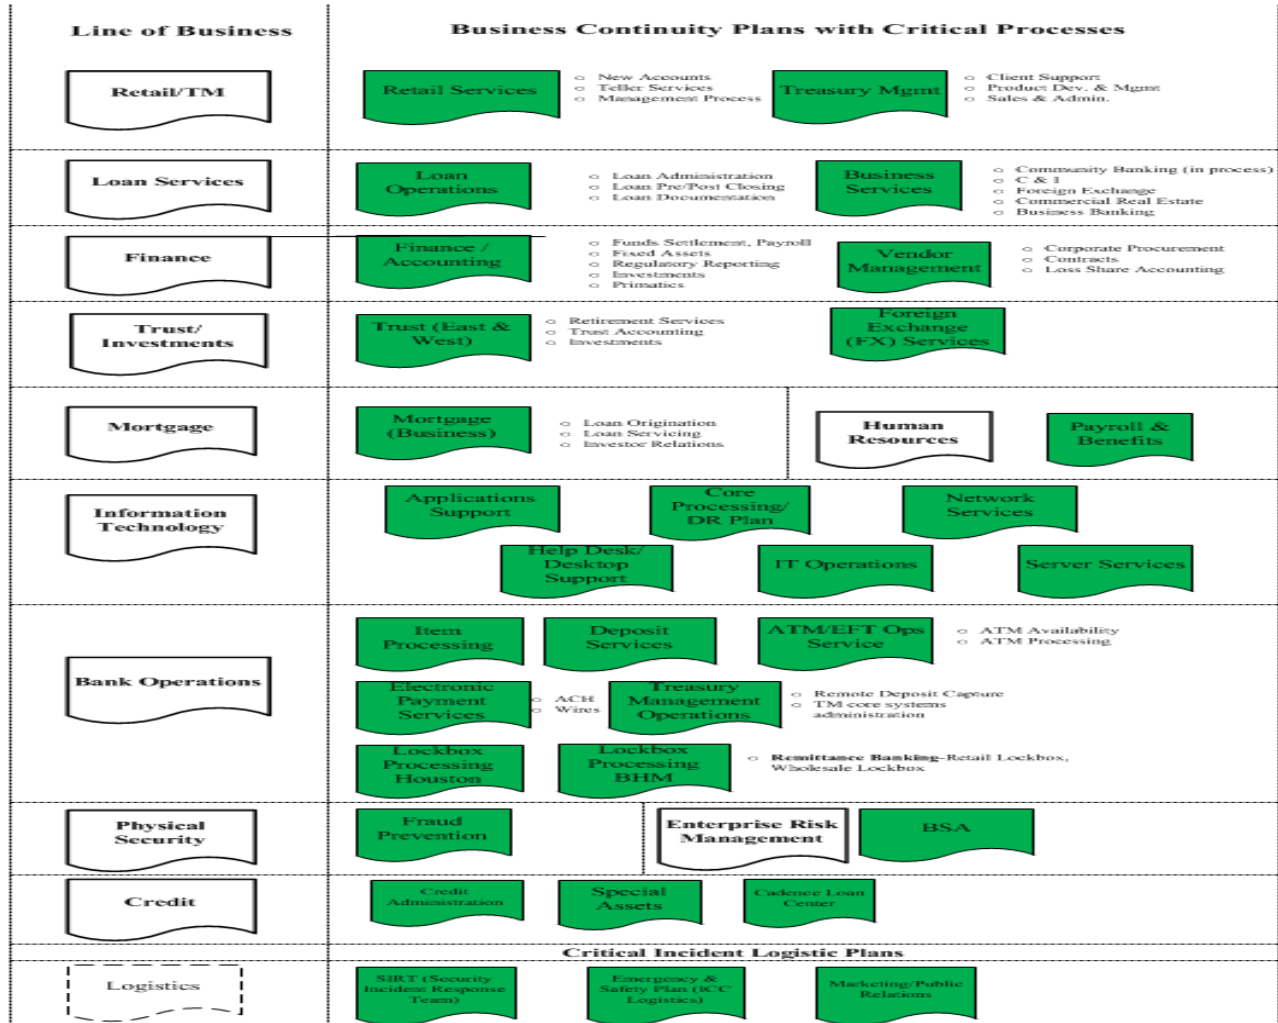 Line of Business
Business Continuity Plans with Critical Processes
Retail/TM
Retail Services
o New Accounts
o Teller Services
o Management Process
Treasury Mgmt
o Client Support
o Product Dev. & Mgmt
o Sales & Admin.
Loan Services
Loan
Operations
o Loan Administration
o Loan Pre/Post Closing
o Loan Documentation
Business
Services
o Community Banking (in process)
o C & I
o Foreign Exchange
o Commercial Real Estate
o Business Banking
Finance
Finance /
Accounting
o Funds Settlement, Payroll
o Fixed Assets
o Regulatory Reporting
o Investments
o Primatics
Vendor
Management
o Corporate Procurement
o Contracts
o Loss Share Accounting
Trust/
Investments
Trust (East &
West)
o Retirement Services
o Trust Accounting
o Investments
Foreign
Exchange
(FX) Services
Mortgage
Mortgage
(Business)
o Loan Origination
o Loan Servicing
o Investor Relations
Human
Resources
Payroll &
Benefits
Information
Technology
Applications
Support
Core
Processing/
DR Plan
Network
Services
Help Desk/
Desktop
Support
IT Operations
Server Services
Bank Operations
Item
Processing
Deposit
Services
ATM/EFT Ops
Service
o ATM Availability
o ATM Processing
Electronic
Payment
Services
o ACH
o Wires
Treasury
Management
Operations
o Remote Deposit Capture
o TM core systems
administration
Lockbox
Processing
Houston
Lockbox
Processing
BHM
o Remittance Banking-Retail Lockbox,
Wholesale Lockbox
Physical
Security
Fraud
Prevention
Enterprise Risk
Management
BSA
Credit
Credit
Administration
Special
Assets
Cadence Loan
Center
Critical Incident Logistic Plans
Logistics
SIRT (Security
Incident Response
Team)
Emergency &
Safety Plan (ICC
Logistics)
Marketing/Public
Relations